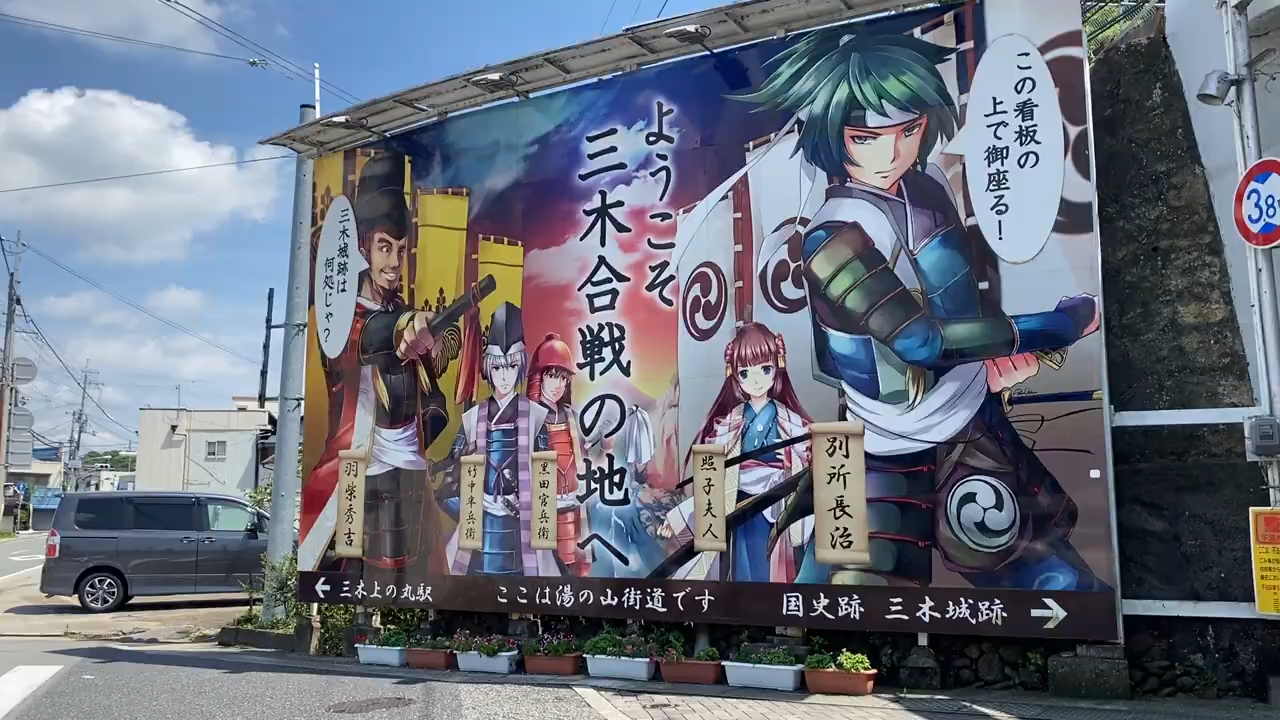 ようこそ
三木合戦の地へ
この看板の
上で御座る！
三木城跡は
何処じゃ？
羽柴秀吉
竹中半兵衛
黒田官兵衛
照子夫人
別所長治
← 三木上の丸駅
ここは湯の山街道です
国史跡 三木城跡 →
3.8